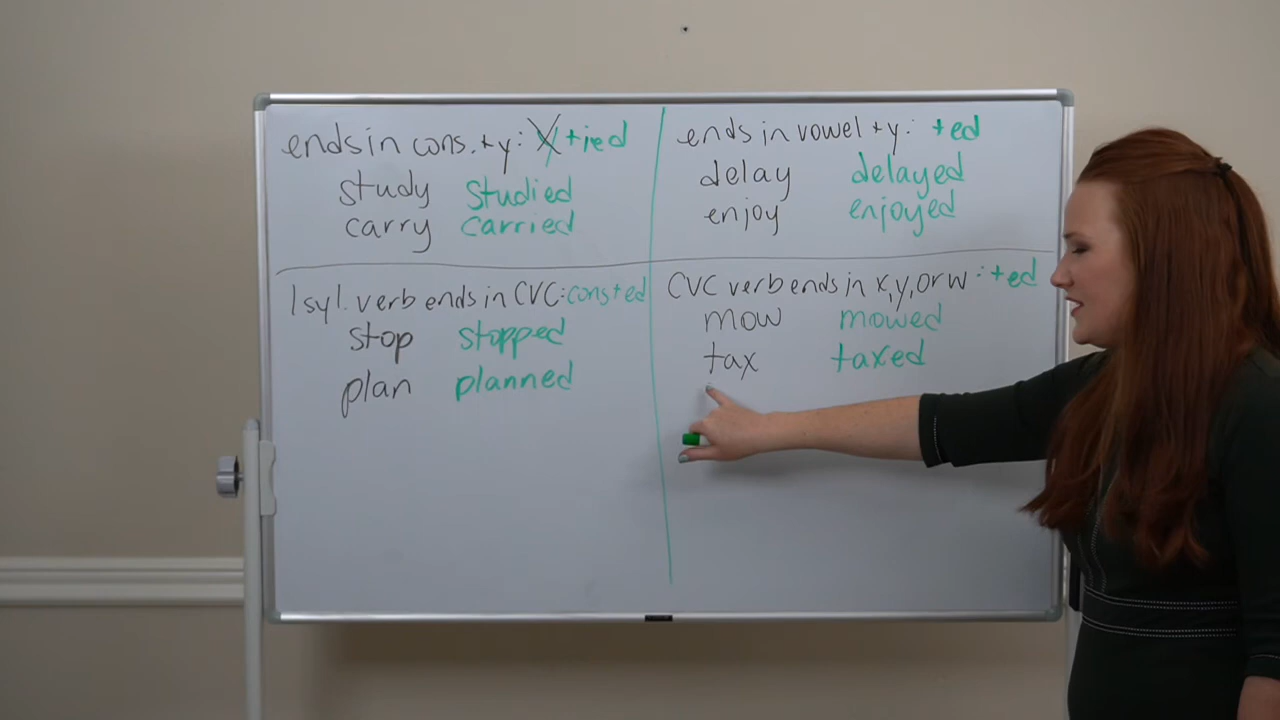 ends in cons. + y: y +ied
study studied
carry carried
ends in vowel + y: +ed
delay delayed
enjoy enjoyed
1 syl. verb ends in CVC: cons+ed
stop stopped
plan planned
CVC verb ends in x, y, or w: +ed
mow mowed
tax taxed